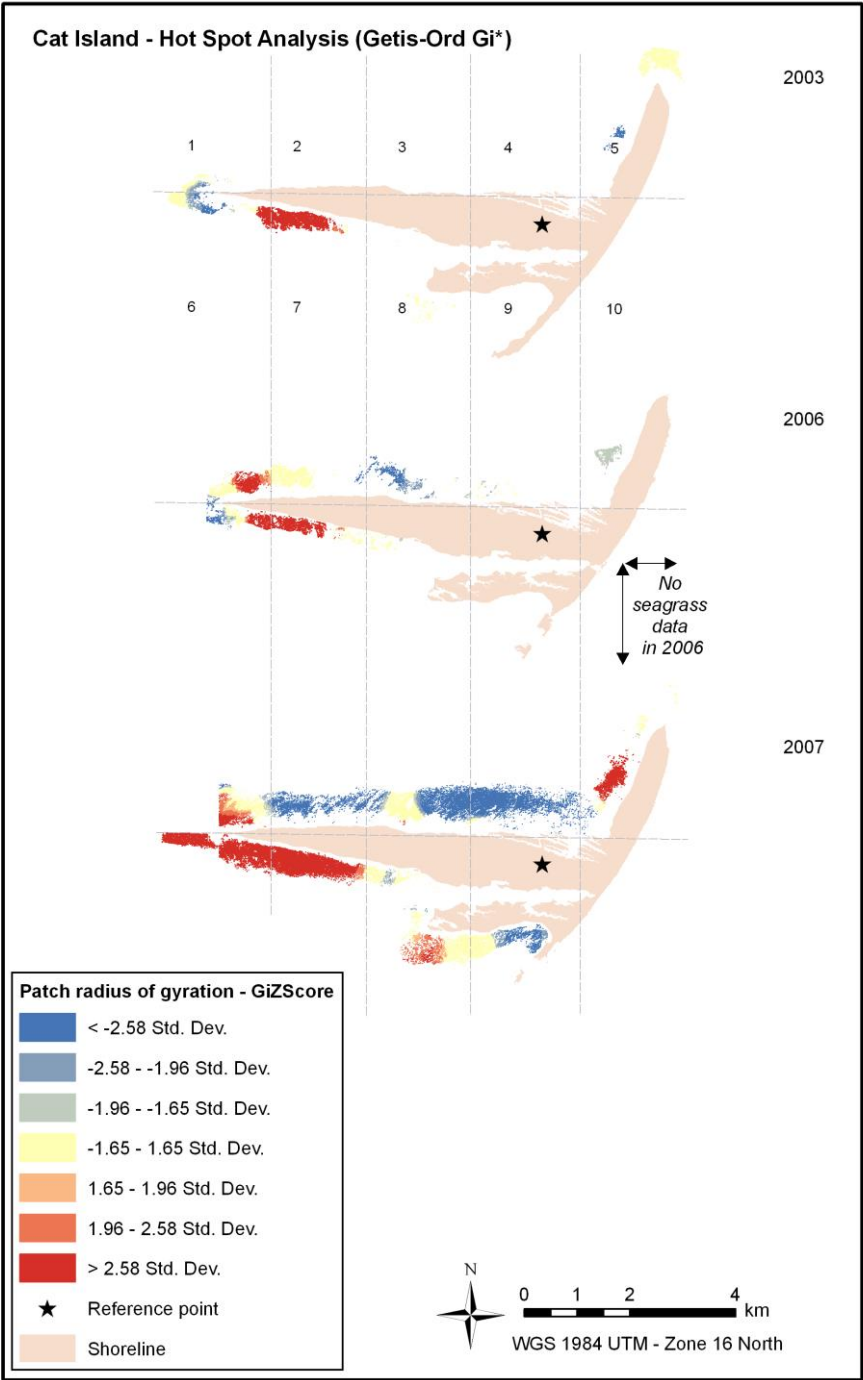 Cat Island - Hot Spot Analysis (Getis-Ord Gi*)
2003
1 2 3 4 5
6 7 8 9 10
2006
No
seagrass
data
in 2006
2007
Patch radius of gyration - GiZScore
< -2.58 Std. Dev.
-2.58 - -1.96 Std. Dev.
-1.96 - -1.65 Std. Dev.
-1.65 - 1.65 Std. Dev.
1.65 - 1.96 Std. Dev.
1.96 - 2.58 Std. Dev.
> 2.58 Std. Dev.
Reference point
Shoreline
N
0 1 2 4
km
WGS 1984 UTM - Zone 16 North